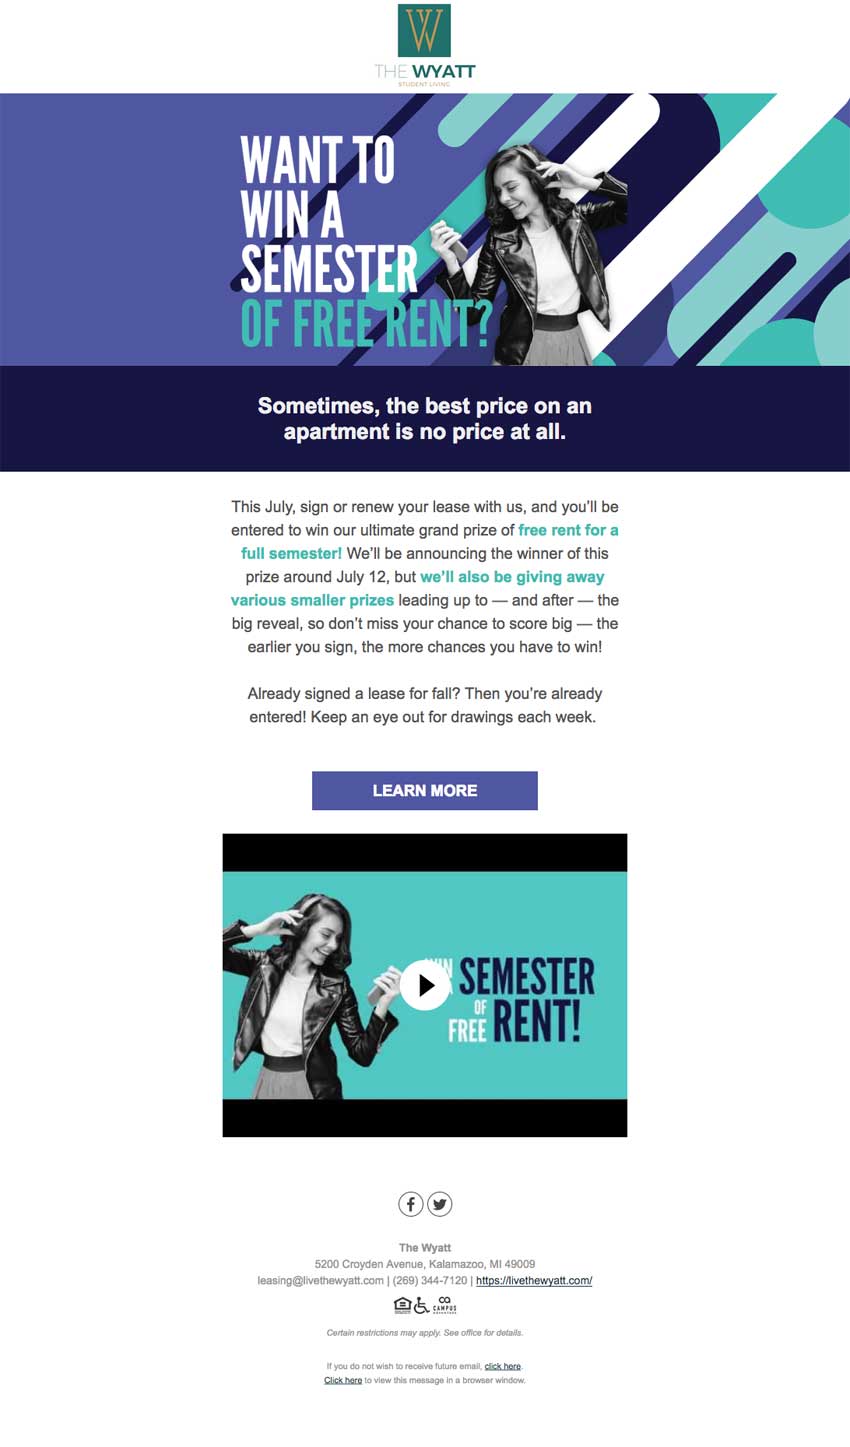 W
THE WYATT
STUDENT LIVING
WANT TO
WIN A
SEMESTER
OF FREE RENT?
Sometimes, the best price on an
apartment is no price at all.
This July, sign or renew your lease with us, and you’ll be
entered to win our ultimate grand prize of free rent for a
full semester! We’ll be announcing the winner of this
prize around July 12, but we’ll also be giving away
various smaller prizes leading up to — and after — the
big reveal, so don’t miss your chance to score big — the
earlier you sign, the more chances you have to win!
Already signed a lease for fall? Then you’re already
entered! Keep an eye out for drawings each week.
LEARN MORE
SEMESTER
OF
FREE RENT!
The Wyatt
5200 Croyden Avenue, Kalamazoo, MI 49009
leasing@livethewyatt.com | (269) 344-7120 | https://livethewyatt.com/
CAMPUS
Certain restrictions may apply. See office for details.
If you do not wish to receive future email, click here.
Click here to view this message in a browser window.